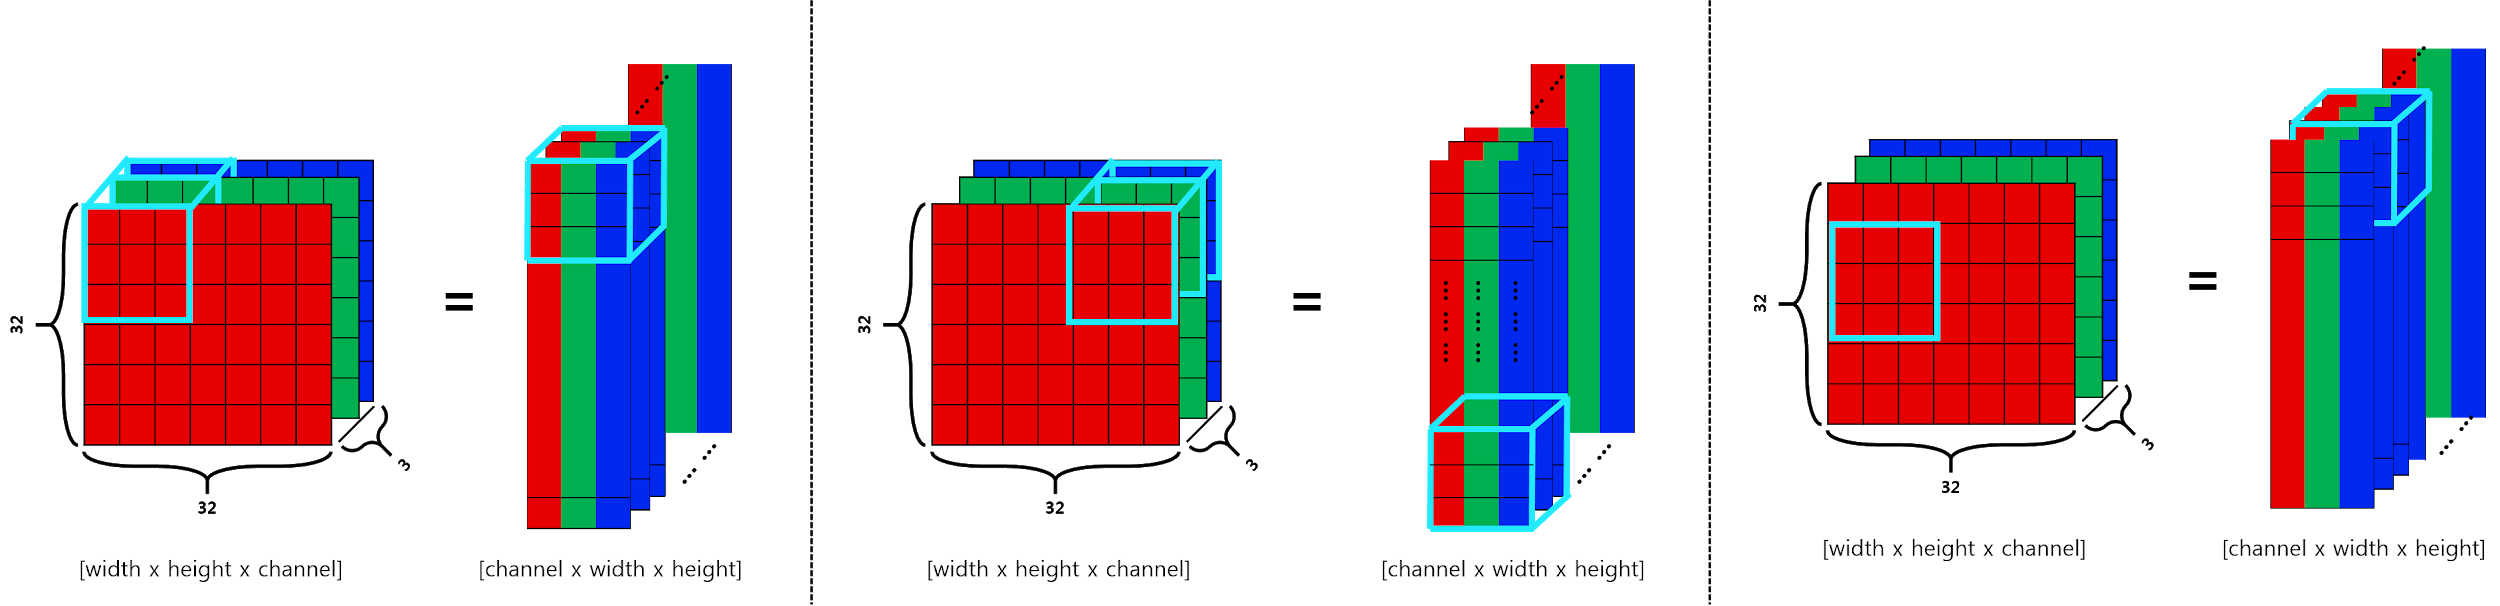 32
=
32
3
[width x height x channel]
[channel x width x height]
32
=
32
3
[width x height x channel]
[channel x width x height]
32
=
32
3
[width x height x channel]
[channel x width x height]